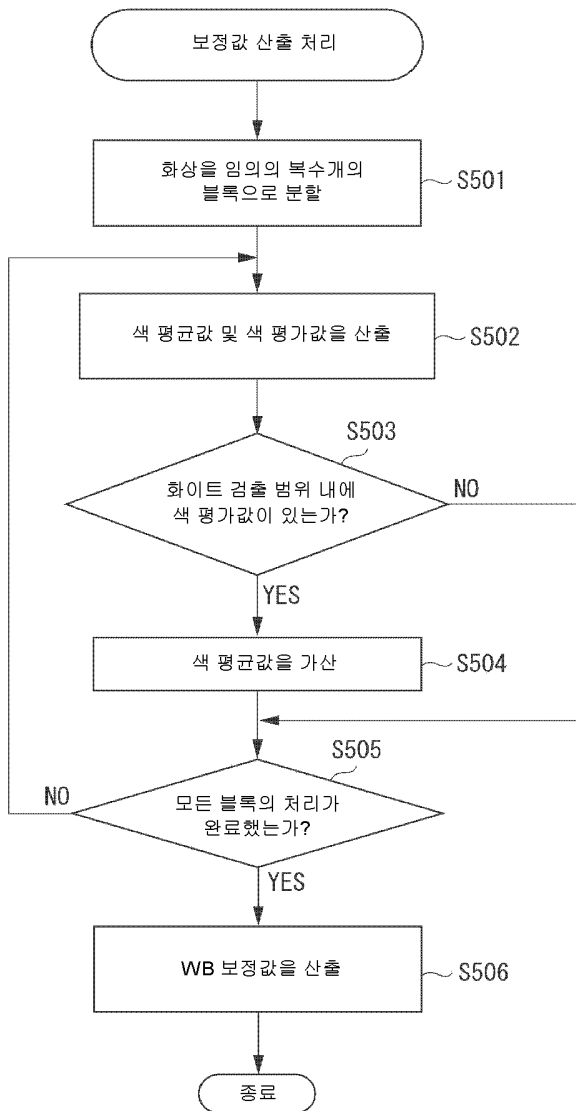 보정값 산출 처리
화상을 임의의 복수개의
블록으로 분할
S501
색 평균값 및 색 평가값을 산출
S502
S503
화이트 검출 범위 내에
색 평가값이 있는가?
NO
YES
색 평균값을 가산
S504
S505
NO
모든 블록의 처리가
완료했는가?
YES
WB 보정값을 산출
S506
종료